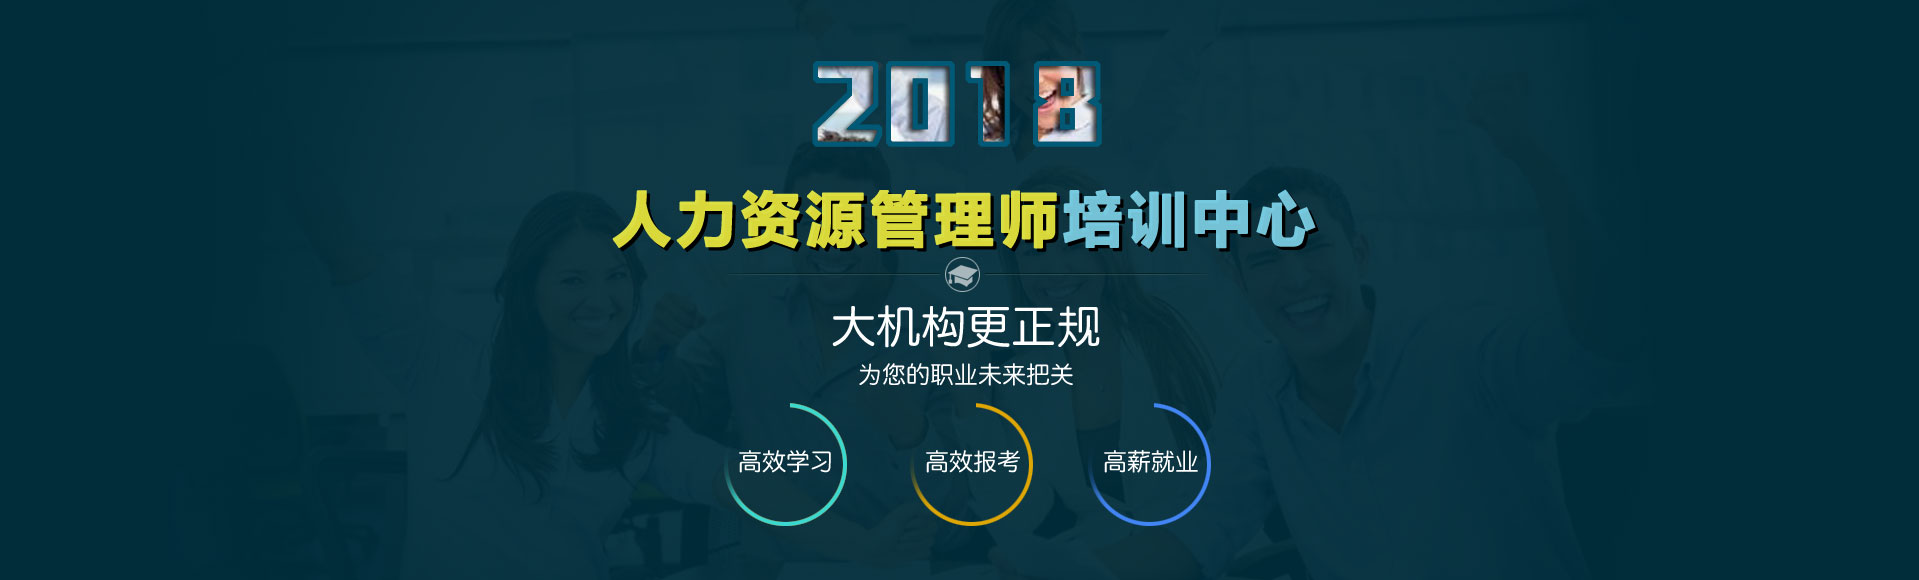 2018
人力资源管理师培训中心
大机构更正规
为您的职业未来把关
高效学习
高效报考
高薪就业